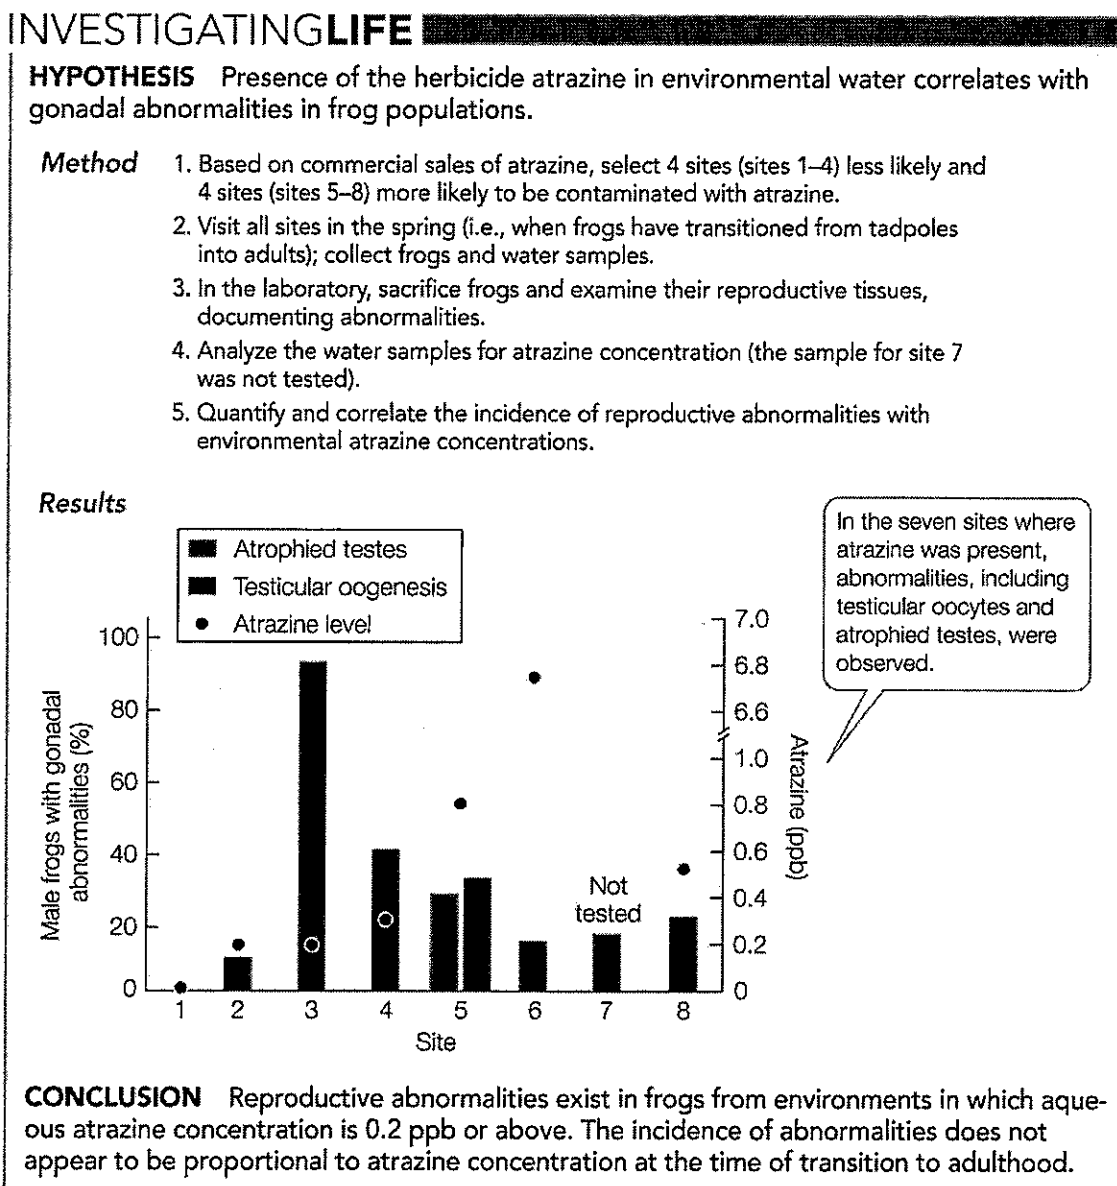 INVESTIGATINGLIFE
HYPOTHESIS Presence of the herbicide atrazine in environmental water correlates with
gonadal abnormalities in frog populations.
Method 1. Based on commercial sales of atrazine, select 4 sites (sites 1–4) less likely and
4 sites (sites 5–8) more likely to be contaminated with atrazine.
2. Visit all sites in the spring (i.e., when frogs have transitioned from tadpoles
into adults); collect frogs and water samples.
3. In the laboratory, sacrifice frogs and examine their reproductive tissues,
documenting abnormalities.
4. Analyze the water samples for atrazine concentration (the sample for site 7
was not tested).
5. Quantify and correlate the incidence of reproductive abnormalities with
environmental atrazine concentrations.
Results
Atrophied testes
Testicular oogenesis
Atrazine level
In the seven sites where
atrazine was present,
abnormalities, including
testicular oocytes and
atrophied testes, were
observed.
Male frogs with gonadal
abnormalities (%)
100
80
60
40
20
0
Not
tested
7.0
6.8
6.6
1.0
0.8
0.6
0.4
0.2
0
Atrazine (ppb)
1 2 3 4 5 6 7 8
Site
CONCLUSION Reproductive abnormalities exist in frogs from environments in which aque-
ous atrazine concentration is 0.2 ppb or above. The incidence of abnormalities does not
appear to be proportional to atrazine concentration at the time of transition to adulthood.